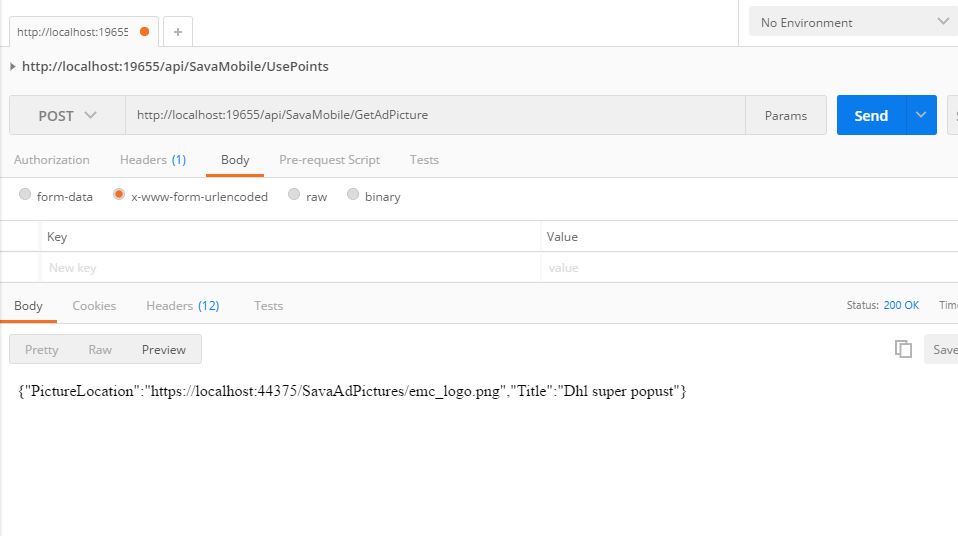 http://localhost:19655
+
No Environment
http://localhost:19655/api/SavaMobile/UsePoints
POST http://localhost:19655/api/SavaMobile/GetAdPicture Params Send
Authorization Headers (1) Body Pre-request Script Tests
form-data x-www-form-urlencoded raw binary
Key Value
New key value
Body Cookies Headers (12) Tests Status: 200 OK
Pretty Raw Preview Save
{"PictureLocation":"https://localhost:44375/SavaAdPictures/emc_logo.png","Title":"Dhl super popust"}